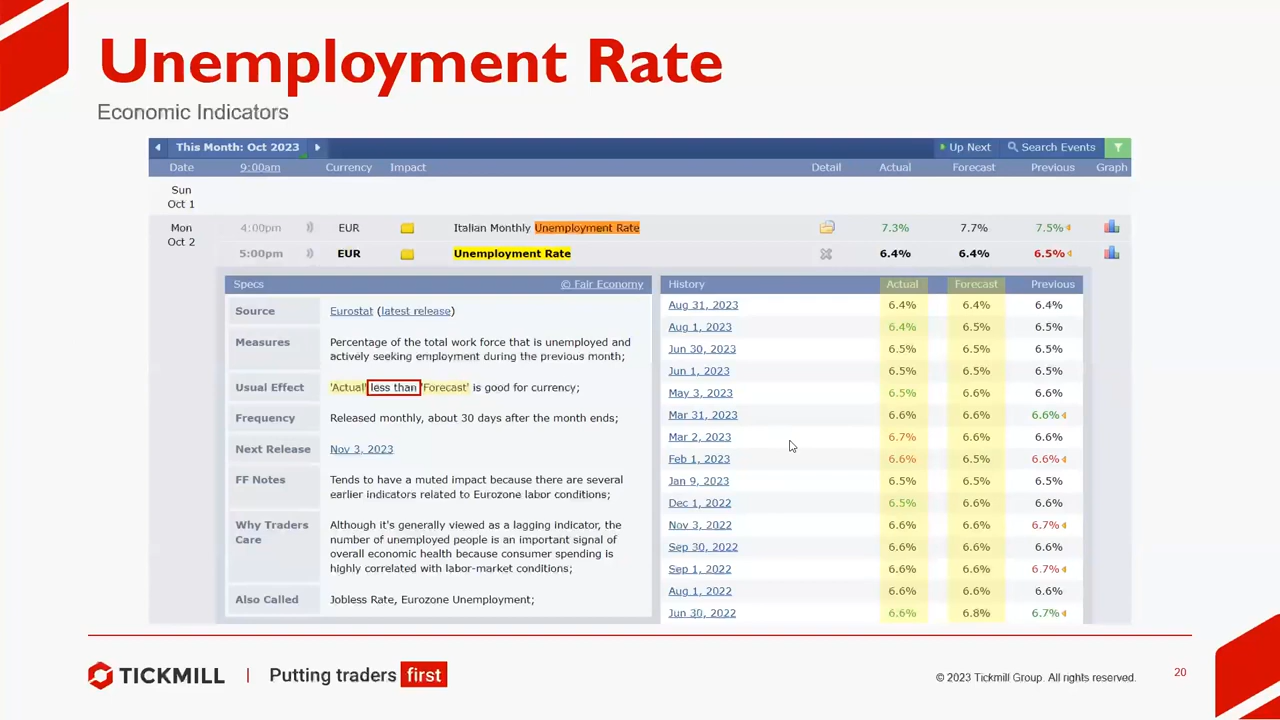 Unemployment Rate
Economic Indicators
This Month: Oct 2023 Up Next Search Events
Date 9:00am Currency Impact Detail Actual Forecast Previous Graph
Sun
Oct 1
Mon 4:00pm EUR Italian Monthly Unemployment Rate 7.3% 7.7% 7.5%
Oct 2
5:00pm EUR Unemployment Rate 6.4% 6.4% 6.5%
Specs © Fair Economy
Source Eurostat (latest release)
Measures Percentage of the total work force that is unemployed and
actively seeking employment during the previous month;
Usual Effect 'Actual' less than 'Forecast' is good for currency;
Frequency Released monthly, about 30 days after the month ends;
Next Release Nov 3, 2023
FF Notes Tends to have a muted impact because there are several
earlier indicators related to Eurozone labor conditions;
Why Traders Care Although it's generally viewed as a lagging indicator, the
number of unemployed people is an important signal of
overall economic health because consumer spending is
highly correlated with labor-market conditions;
Also Called Jobless Rate, Eurozone Unemployment;
History Actual Forecast Previous
Aug 31, 2023 6.4% 6.4% 6.4%
Aug 1, 2023 6.4% 6.5% 6.5%
Jun 30, 2023 6.5% 6.5% 6.5%
Jun 1, 2023 6.5% 6.5% 6.5%
May 3, 2023 6.5% 6.6% 6.6%
Mar 31, 2023 6.6% 6.6% 6.6%
Mar 2, 2023 6.7% 6.6% 6.6%
Feb 1, 2023 6.6% 6.5% 6.6%
Jan 9, 2023 6.5% 6.5% 6.5%
Dec 1, 2022 6.5% 6.6% 6.6%
Nov 3, 2022 6.6% 6.6% 6.7%
Sep 30, 2022 6.6% 6.6% 6.6%
Sep 1, 2022 6.6% 6.6% 6.7%
Aug 1, 2022 6.6% 6.6% 6.6%
Jun 30, 2022 6.6% 6.8% 6.7%
TICKMILL | Putting traders first
© 2023 Tickmill Group. All rights reserved. 20